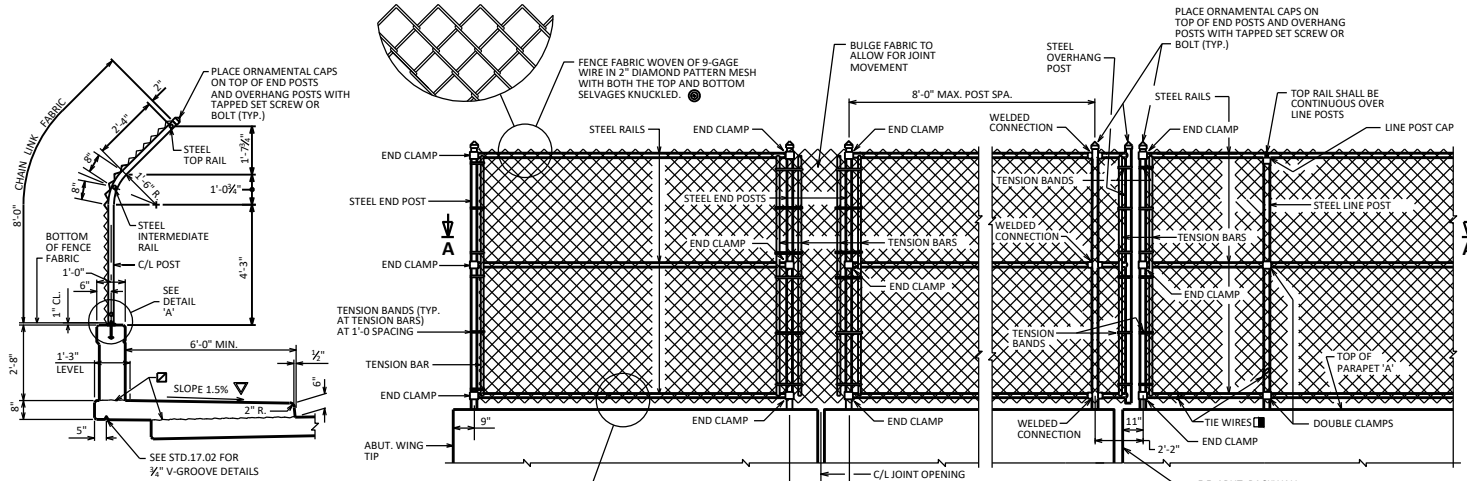 PLACE ORNAMENTAL CAPS
ON TOP OF END POSTS
AND OVERHANG POSTS WITH
TAPPED SET SCREW OR
BOLT (TYP.)
CHAIN LINK FABRIC
8'-0"
2"
2'-4"
8"
8"
1'-6" R.
STEEL
TOP RAIL
1'-7¾"
1'-0¾"
4'-3"
STEEL
INTERMEDIATE
RAIL
C/L POST
BOTTOM
OF FENCE
FABRIC
1'-0"
6"
1" CL.
SEE
DETAIL
'A'
6'-0" MIN.
½"
2'-8"
1'-3"
LEVEL
SLOPE 1.5%
6"
2" R.
8"
5"
SEE STD.17.02 FOR
¾" V-GROOVE DETAILS
FENCE FABRIC WOVEN OF 9-GAGE
WIRE IN 2" DIAMOND PATTERN MESH
WITH BOTH THE TOP AND BOTTOM
SELVAGES KNUCKLED.
BULGE FABRIC TO
ALLOW FOR JOINT
MOVEMENT
STEEL
OVERHANG
POST
PLACE ORNAMENTAL CAPS ON
TOP OF END POSTS AND OVERHANG
POSTS WITH TAPPED SET SCREW OR
BOLT (TYP.)
8'-0" MAX. POST SPA.
STEEL RAILS
TOP RAIL SHALL
BE CONTINUOUS OVER
LINE POSTS
STEEL RAILS
END CLAMP
END CLAMP
WELDED
CONNECTION
END CLAMP
LINE POST CAP
END CLAMP
TENSION BANDS
STEEL END POST
STEEL END POSTS
STEEL LINE POST
A
WELDED
CONNECTION
END CLAMP
TENSION BARS
TENSION BARS
A
END CLAMP
END CLAMP
END CLAMP
TENSION BANDS (TYP.
AT TENSION BARS)
AT 1'-0 SPACING
TENSION
BANDS
TENSION BAR
TOP OF
PARAPET 'A'
END CLAMP
9"
END CLAMP
END CLAMP
WELDED
CONNECTION
11"
TIE WIRES
DOUBLE CLAMPS
END CLAMP
2'-2"
ABUT. WING
TIP
C/L JOINT OPENING